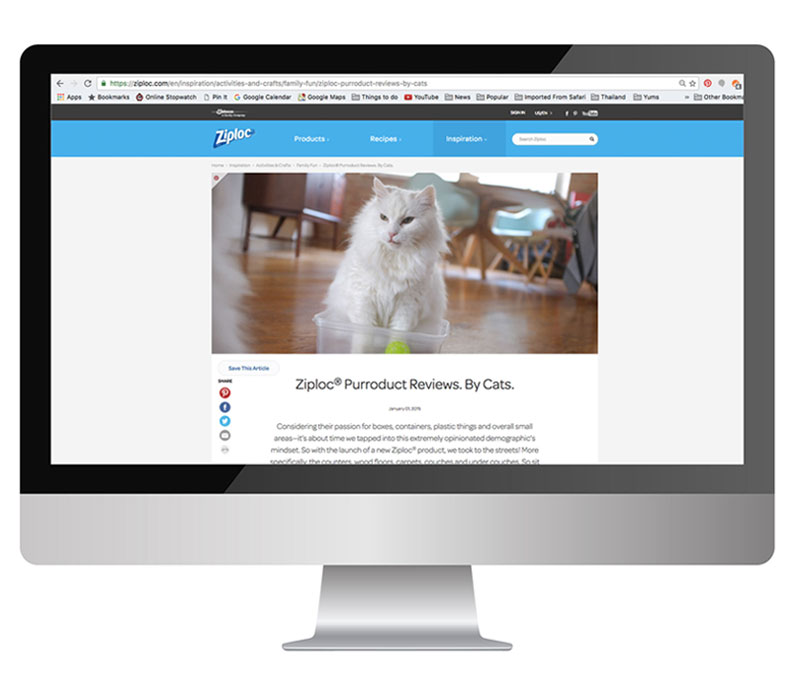 https://ziploc.com/en/inspiration/activities-and-crafts/family-fun/ziploc-purroduct-reviews-by-cats
Apps Bookmarks Online Stopwatch Pin It Google Calendar Google Maps Things to do YouTube News Popular Imported From Safari Thailand Yums » Other Bookma
SIGN IN US/EN YouTube
Ziploc® Products Recipes Inspiration Search Ziploc
Home Inspiration Activities & Crafts Family Fun Ziploc® Purroduct Reviews. By Cats.
Save This Article
SHARE
Ziploc® Purroduct Reviews. By Cats.
January 01, 2016
Considering their passion for boxes, containers, plastic things and overall small
areas–it's about time we tapped into this extremely opinionated demographic's
mindset. So with the launch of a new Ziploc® product, we took to the streets! More
specifically, the counters, wood floors, carpets, couches and under couches. So sit